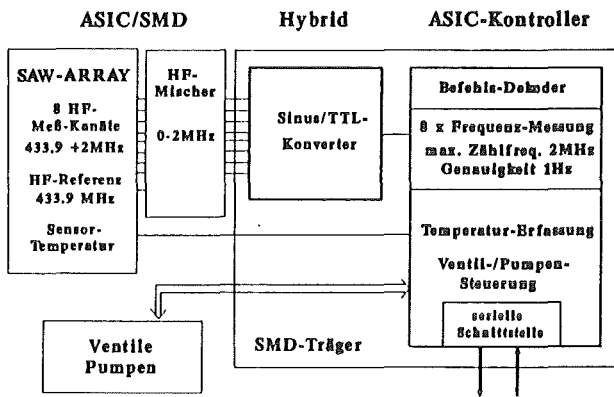 ASIC/SMD
Hybrid
ASIC-Kontroller
SAW-ARRAY
8 HF-
Meß-Kanäle
433,9 +2MHz
HF-Referenz
433,9 MHz
Sensor-
Temperatur
HF-
Mischer
0-2MHz
Sinus/TTL-
Konverter
Befehls-Dekoder
8 x Frequenz-Messung
max. Zählfreq. 2MHz
Genauigkeit 1Hz
Temperatur-Erfassung
Ventil-/Pumpen-
Steuerung
serielle
Schnittstelle
SMD-Träger
Ventile
Pumpen